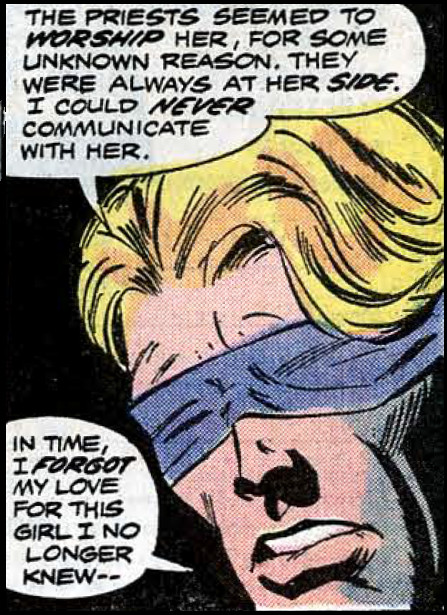 THE PRIESTS SEEMED TO
WORSHIP HER, FOR SOME
UNKNOWN REASON. THEY
WERE ALWAYS AT HER SIDE.
I COULD NEVER
COMMUNICATE
WITH HER.
IN TIME,
I FORGOT
MY LOVE
FOR THIS
GIRL I NO
LONGER
KNEW--